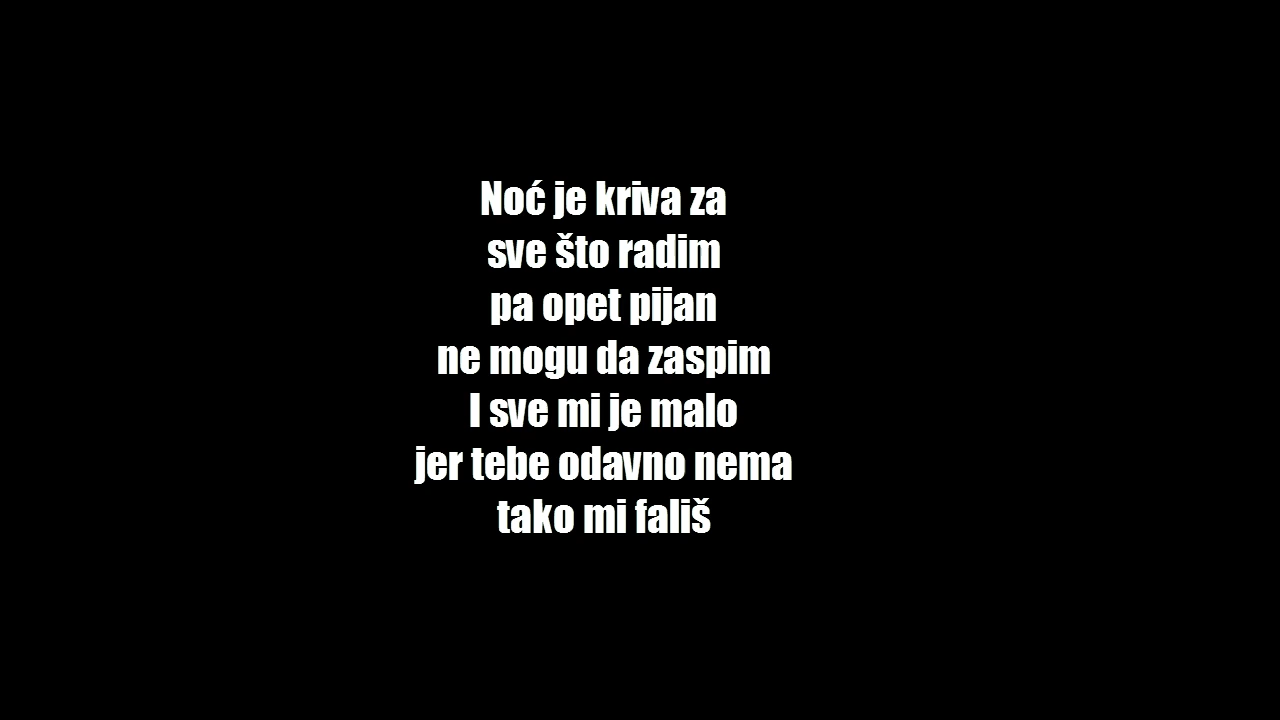 Noć je kriva za
sve što radim
pa opet pijan
ne mogu da zaspim
I sve mi je malo
jer tebe odavno nema
tako mi fališ